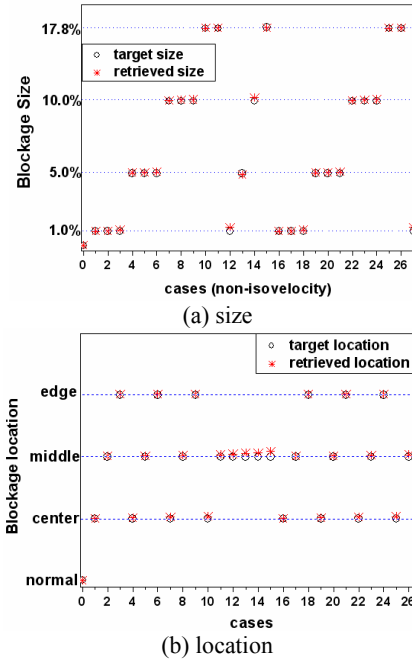 17.8%
target size
retrieved size
10.0%
5.0%
1.0%
Blockage Size
0 2 4 6 8 10 12 14 16 18 20 22 24 26
cases (non-isovelocity)
(a) size
target location
retrieved location
edge
middle
center
normal
Blockage location
0 2 4 6 8 10 12 14 16 18 20 22 24 26
cases
(b) location